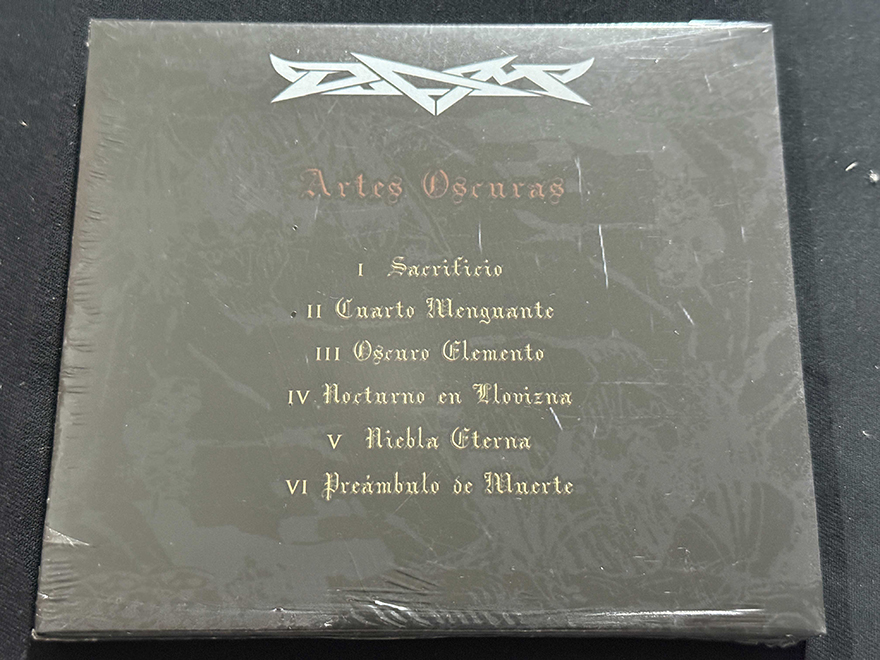 Artes Oscuras
I Sacrificio
II Cuarto Menguante
III Oscuro Elemento
IV Nocturno en Llovizna
V Niebla Eterna
VI Preámbulo de Muerte